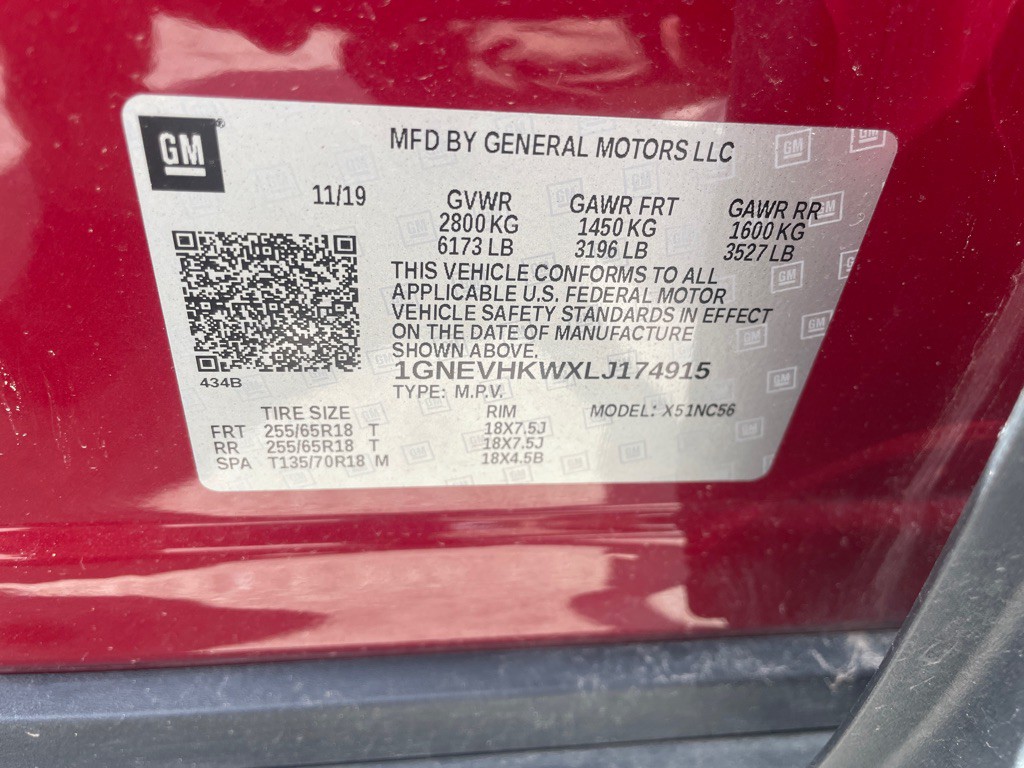 GM
MFD BY GENERAL MOTORS LLC
11/19 GVWR GAWR FRT GAWR RR
2800 KG 1450 KG 1600 KG
6173 LB 3196 LB 3527 LB
THIS VEHICLE CONFORMS TO ALL
APPLICABLE U.S. FEDERAL MOTOR
VEHICLE SAFETY STANDARDS IN EFFECT
ON THE DATE OF MANUFACTURE
SHOWN ABOVE.
434B
1GNEVHKWXLJ174915
TYPE: M.P.V.
TIRE SIZE RIM MODEL: X51NC56
FRT 255/65R18 T 18X7.5J
RR 255/65R18 T 18X7.5J
SPA T135/70R18 M 18X4.5B